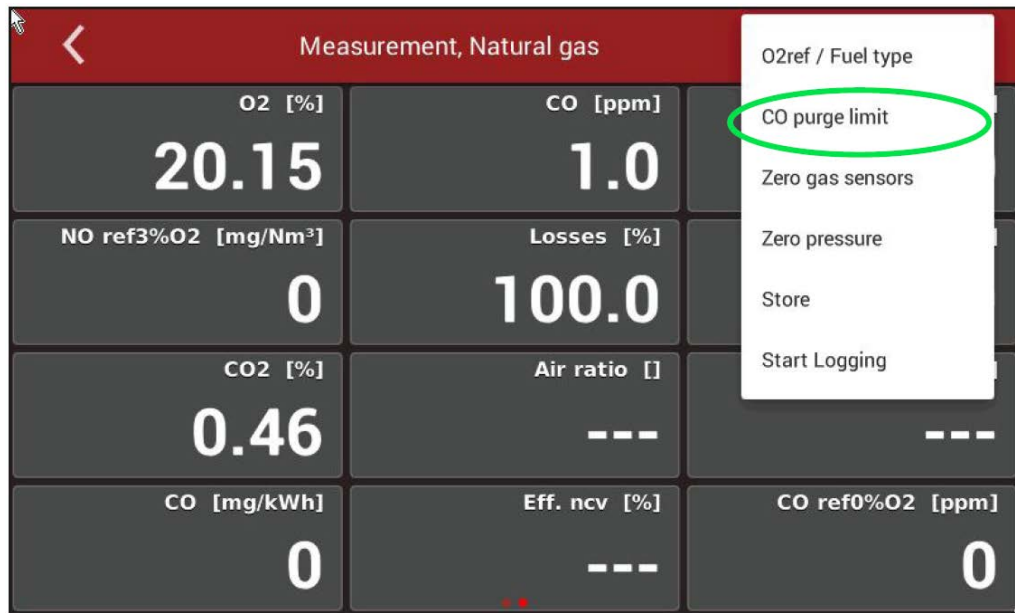 Measurement, Natural gas
O2ref / Fuel type
CO purge limit
Zero gas sensors
Zero pressure
Store
Start Logging
O2 [%]
20.15
CO [ppm]
1.0
NO ref3%O2 [mg/Nm³]
0
Losses [%]
100.0
CO2 [%]
0.46
Air ratio []
---
---
CO [mg/kWh]
0
Eff. ncv [%]
---
CO ref0%O2 [ppm]
0